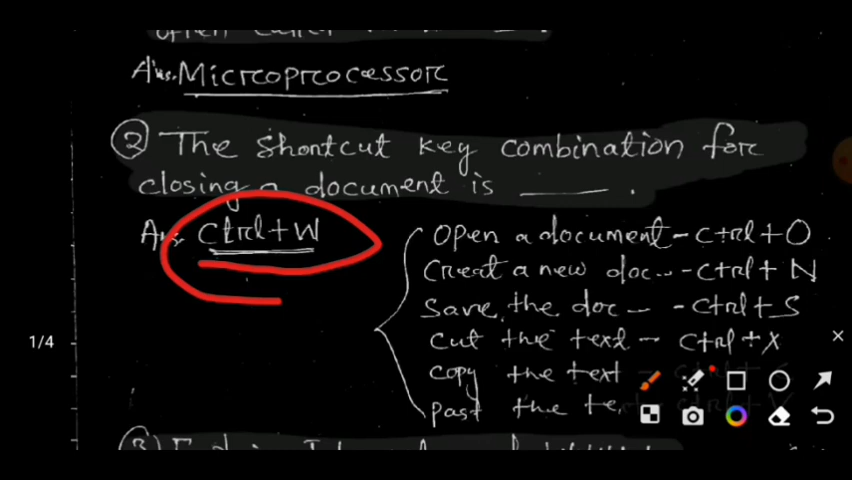 Ans. Microprocessor
② The shortcut key combination for
closing a document is ______ .
Ans. Ctrl+W
Open a document - Ctrl + O
Creat a new doc.. - Ctrl + N
Save the doc - - Ctrl + S
Cut the text - Ctrl + X
Copy the text
Past the te
1/4